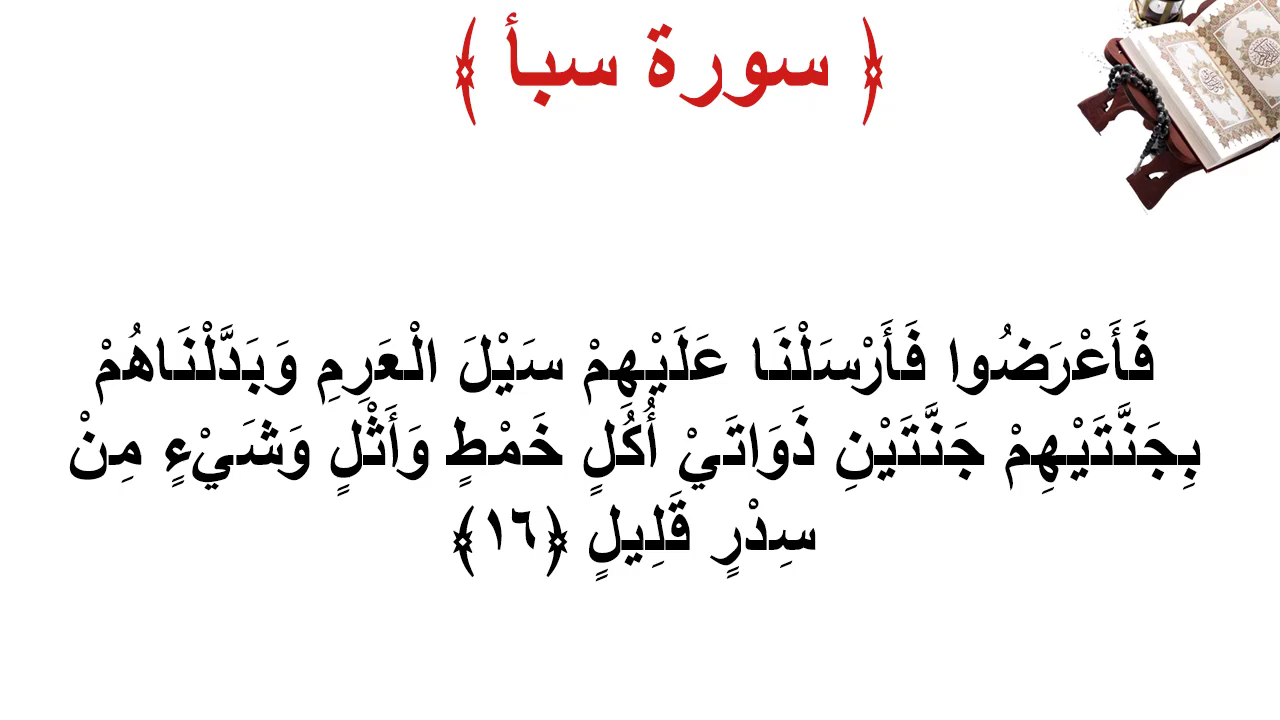 ﴿ سورة سبأ ﴾
فَأَعْرَضُوا فَأَرْسَلْنَا عَلَيْهِمْ سَيْلَ الْعَرِمِ وَبَدَّلْنَاهُمْ
بِجَنَّتَيْهِمْ جَنَّتَيْنِ ذَوَاتَيْ أُكُلٍ خَمْطٍ وَأَثْلٍ وَشَيْءٍ مِنْ
سِدْرٍ قَلِيلٍ ﴿١٦﴾